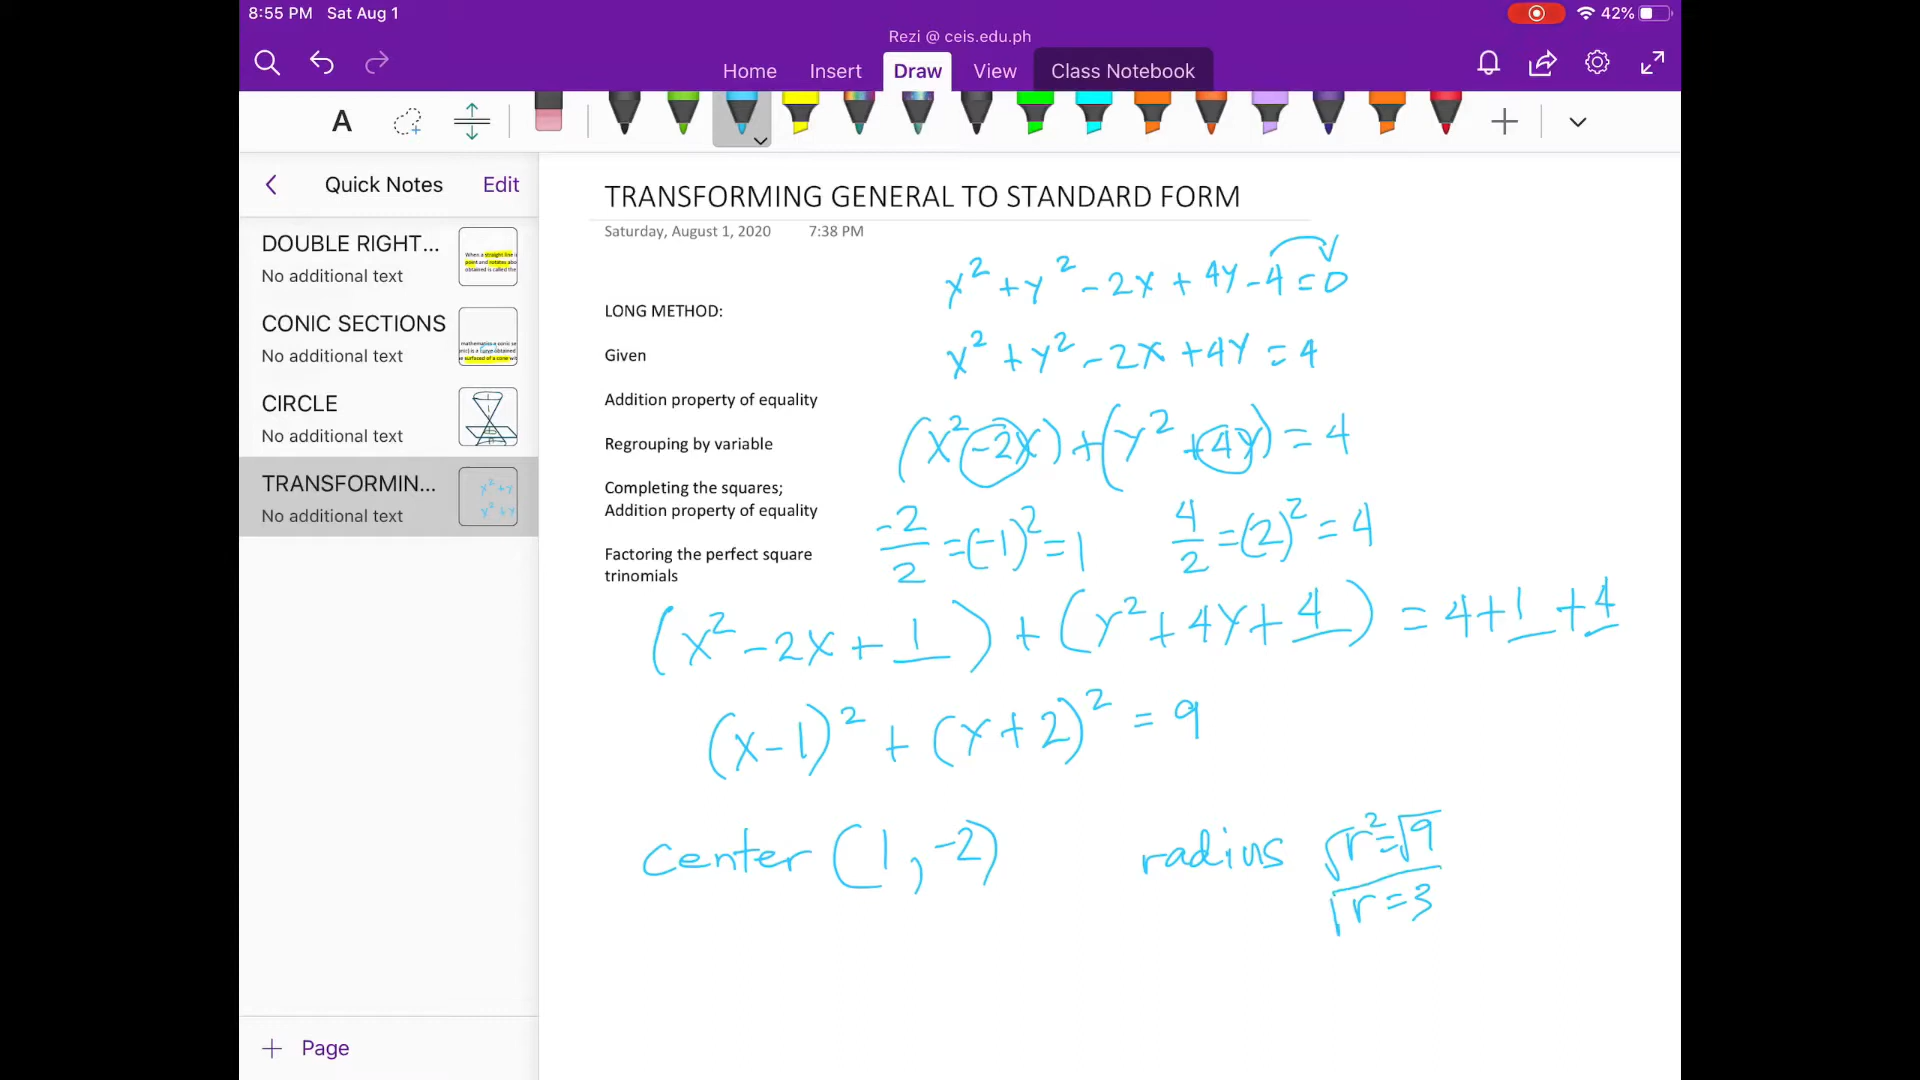 8:55 PM Sat Aug 1 42%
Rezi @ ceis.edu.ph
Home Insert Draw View Class Notebook
A
Quick Notes Edit
DOUBLE RIGHT...
No additional text
CONIC SECTIONS
No additional text
CIRCLE
No additional text
TRANSFORMIN...
No additional text
+ Page
TRANSFORMING GENERAL TO STANDARD FORM
Saturday, August 1, 2020 7:38 PM
x² + y² - 2x + 4y - 4 = 0
LONG METHOD:
Given
x² + y² - 2x + 4y = 4
Addition property of equality
Regrouping by variable
(x² - 2x) + (y² + 4y) = 4
Completing the squares;
Addition property of equality
-2/2 = (-1)² = 1 4/2 = (2)² = 4
Factoring the perfect square
trinomials
(x² - 2x + 1) + (y² + 4y + 4) = 4 + 1 + 4
(x - 1)² + (x + 2)² = 9
center (1, -2) radius √r² = √9
√r = 3